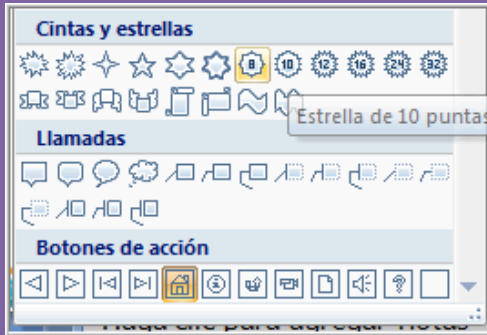 Cintas y estrellas
8 10 12 16 24 32
Estrella de 10 puntas
Llamadas
Botones de acción
i ?